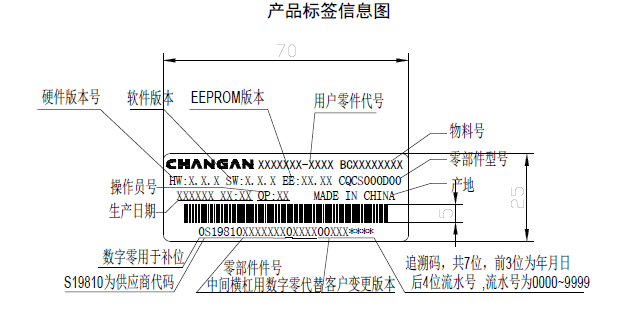 产品标签信息图
70
硬件版本号
软件版本
EEPROM版本
用户零件代号
物料号
零部件型号
产地
操作员号
生产日期
CHANGAN XXXXXXX-XXXX BGXXXXXXXX
HW:X.X.X SW:X.X.X EE:XX.XX CQCS000D00
XXXXXX XX:XX OP:XX MADE IN CHINA
0S19810XXXXXXX0XXXX00XXX****
5
25
数字零用于补位
S19810为供应商代码
零部件件号
中间横杠用数字零代替客户变更版本
追溯码，共7位，前3位为年月日
后4位流水号 ,流水号为0000~9999